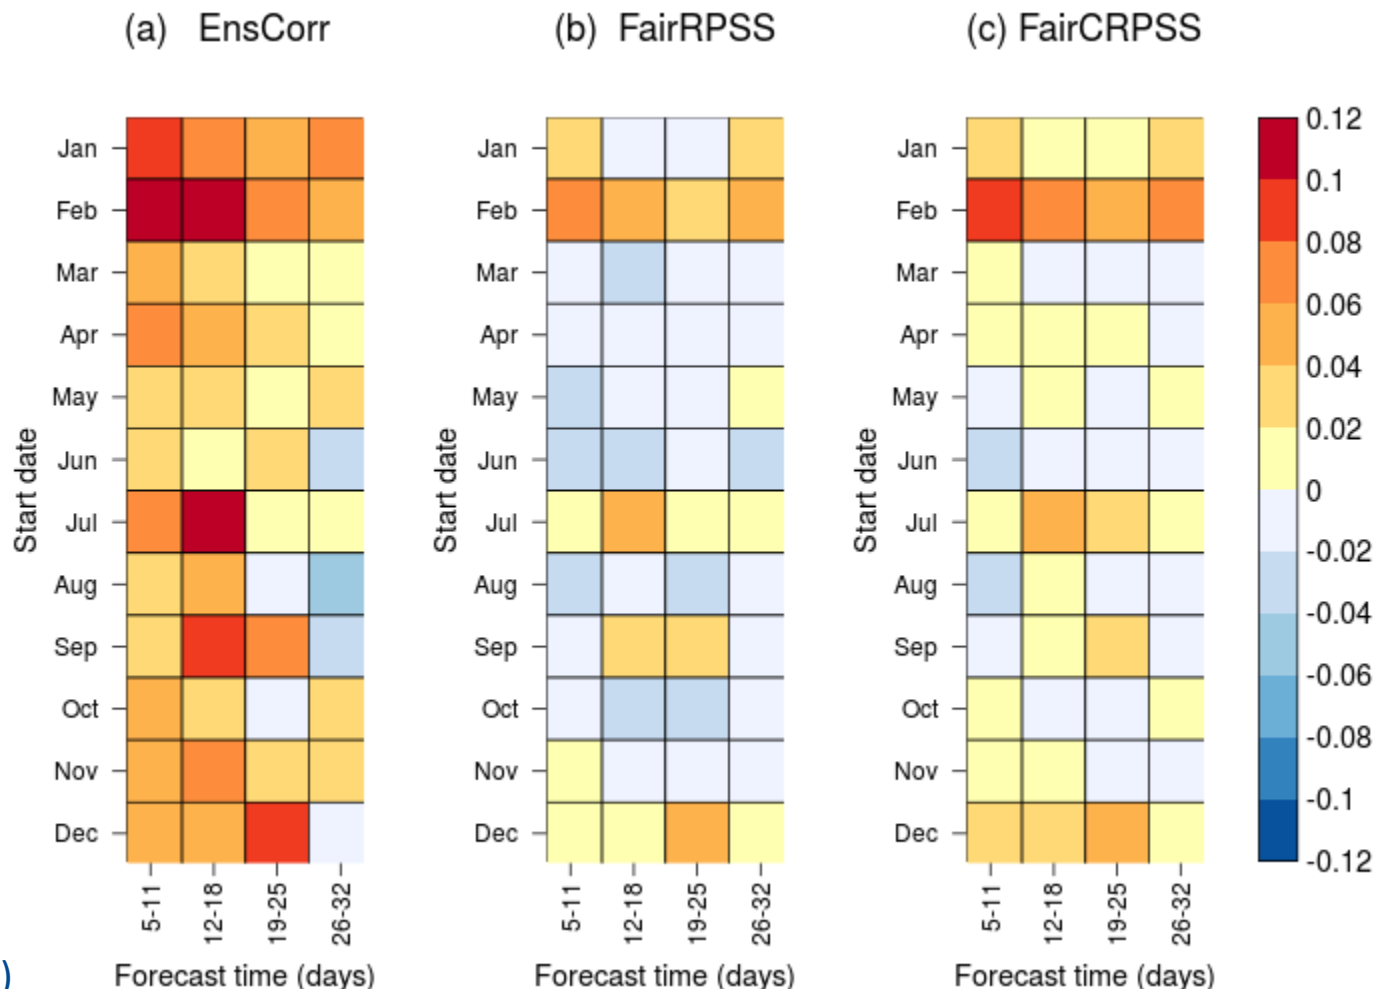 (a) EnsCorr
(b) FairRPSS
(c) FairCRPSS
Start date
Jan
Feb
Mar
Apr
May
Jun
Jul
Aug
Sep
Oct
Nov
Dec
5-11
12-18
19-25
26-32
Forecast time (days)
Start date
Jan
Feb
Mar
Apr
May
Jun
Jul
Aug
Sep
Oct
Nov
Dec
5-11
12-18
19-25
26-32
Forecast time (days)
Start date
Jan
Feb
Mar
Apr
May
Jun
Jul
Aug
Sep
Oct
Nov
Dec
5-11
12-18
19-25
26-32
Forecast time (days)
0.12
0.1
0.08
0.06
0.04
0.02
0
-0.02
-0.04
-0.06
-0.08
-0.1
-0.12
)